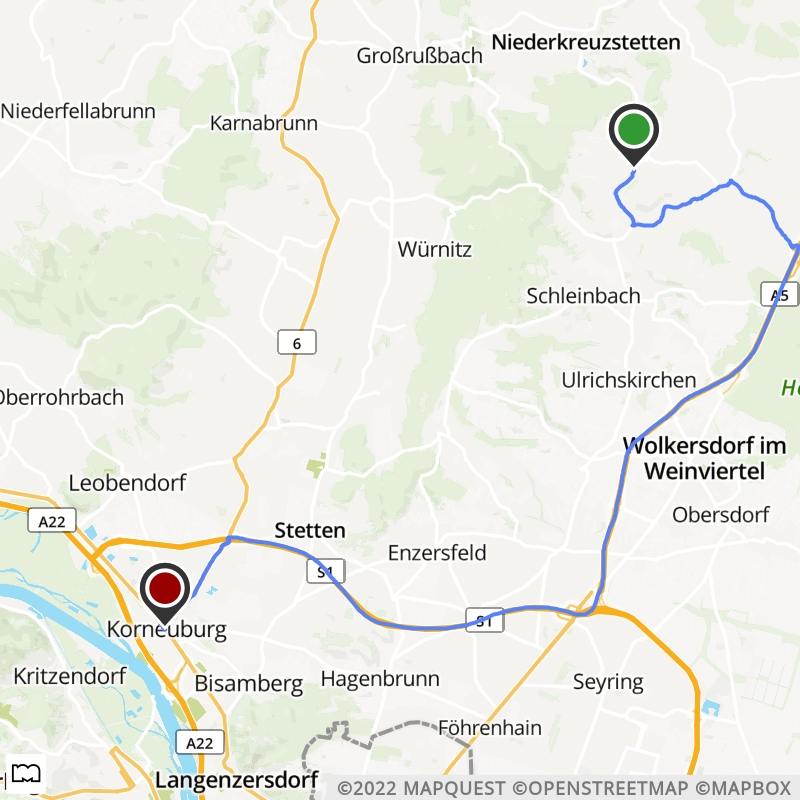 Niederkreuzstetten
Großrußbach
Niederfellabrunn
Karnabrunn
Würnitz
Schleinbach
A5
6
Ulrichskirchen
Oberrohrbach
Wolkersdorf im
Weinviertel
Leobendorf
Obersdorf
A22
Stetten
Enzersfeld
S1
S1
Korneuburg
Kritzendorf
Bisamberg
Hagenbrunn
Seyring
Föhrenhain
A22
Langenzersdorf
©2022 MAPQUEST ©OPENSTREETMAP ©MAPBOX